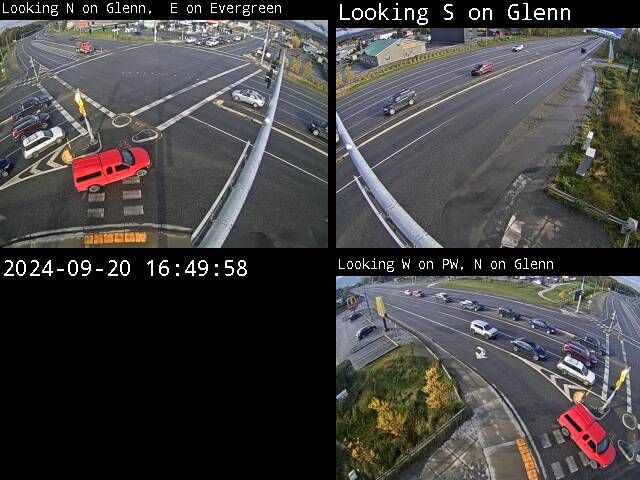 Looking N on Glenn,  E on Evergreen
Looking S on Glenn
2024-09-20 16:49:58
Looking W on PW, N on Glenn